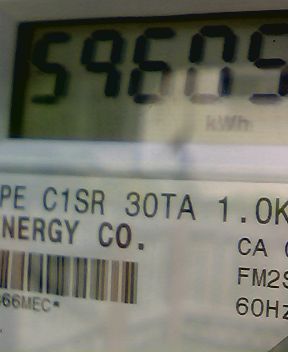 59605
kWh
PE C1SR 30TA 1.0K
NERGY CO.
CA
FM2S
66MEC*
60Hz